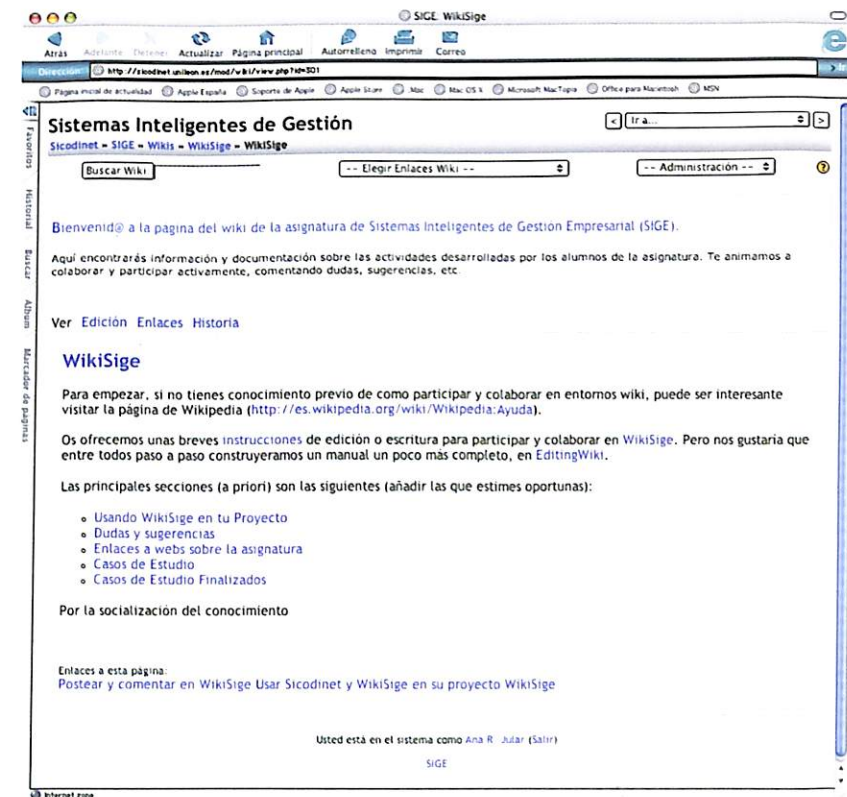 SIGE: WikiSige
Atrás Adelante Detener Actualizar Página principal Autorrelleno Imprimir Correo
Dirección: http://sicodinet.unileon.es/mod/wiki/view.php?id=301 Ir
Página inicial de actualidad Apple España Soporte de Apple Apple Store .Mac Mac OS X Microsoft MacTopia Office para Macintosh MSN
Favoritos
Historial
Buscar
Álbum
Marcador de páginas
Sistemas Inteligentes de Gestión
< Ir a... >
Sicodinet - SIGE - Wikis - WikiSige - WikiSige
Buscar Wiki -- Elegir Enlaces Wiki -- -- Administración -- ?
Bienvenid@ a la pagina del wiki de la asignatura de Sistemas Inteligentes de Gestión Empresarial (SIGE).
Aquí encontrarás información y documentación sobre las actividades desarrolladas por los alumnos de la asignatura. Te animamos a
colaborar y participar activamente, comentando dudas, sugerencias, etc
Ver Edición Enlaces Historia
WikiSige
Para empezar, si no tienes conocimiento previo de como participar y colaborar en entornos wiki, puede ser interesante
visitar la página de Wikipedia (http://es.wikipedia.org/wiki/Wikipedia:Ayuda).
Os ofrecemos unas breves instrucciones de edición o escritura para participar y colaborar en WikiSige. Pero nos gustaria que
entre todos paso a paso construyeramos un manual un poco más completo, en EditingWiki.
Las principales secciones (a priori) son las siguientes (añadir las que estimes oportunas):
Usando WikiSige en tu Proyecto
Dudas y sugerencias
Enlaces a webs sobre la asignatura
Casos de Estudio
Casos de Estudio Finalizados
Por la socialización del conocimiento
Enlaces a esta página:
Postear y comentar en WikiSige Usar Sicodinet y WikiSige en su proyecto WikiSige
Usted está en el sistema como Ana R. Jular (Salir)
SIGE
Internet zone